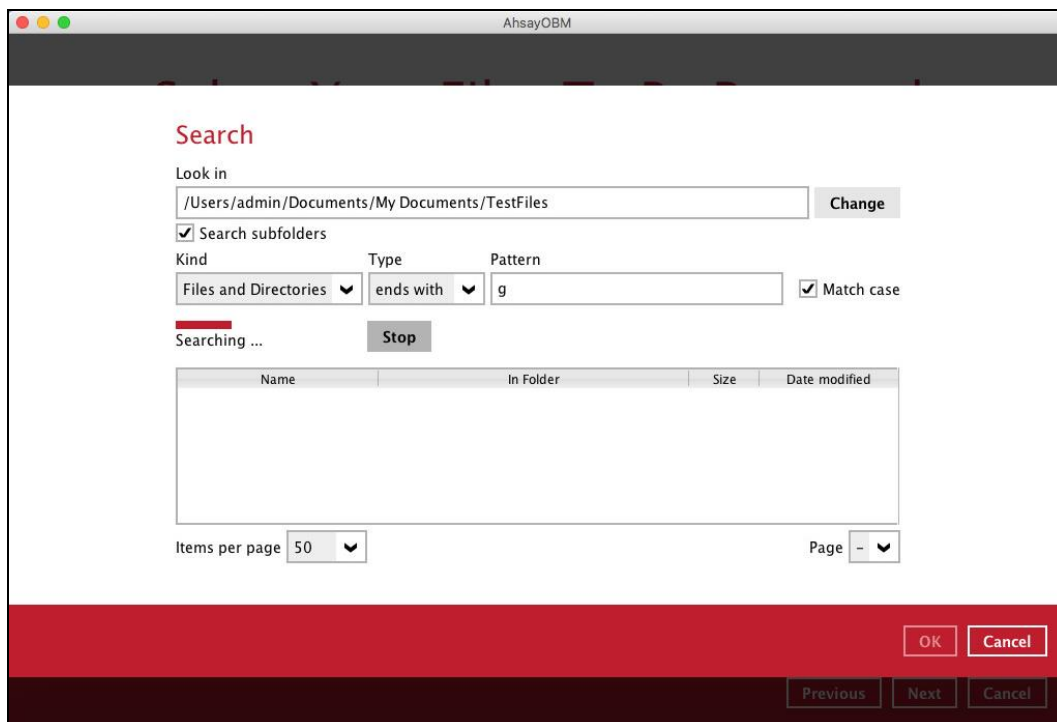 AhsayOBM
Search
Look in
/Users/admin/Documents/My Documents/TestFiles
Change
Search subfolders
Kind Type Pattern
Files and Directories ends with g Match case
Searching ... Stop
Name In Folder Size Date modified
Items per page 50 Page -
OK Cancel
Previous Next Cancel